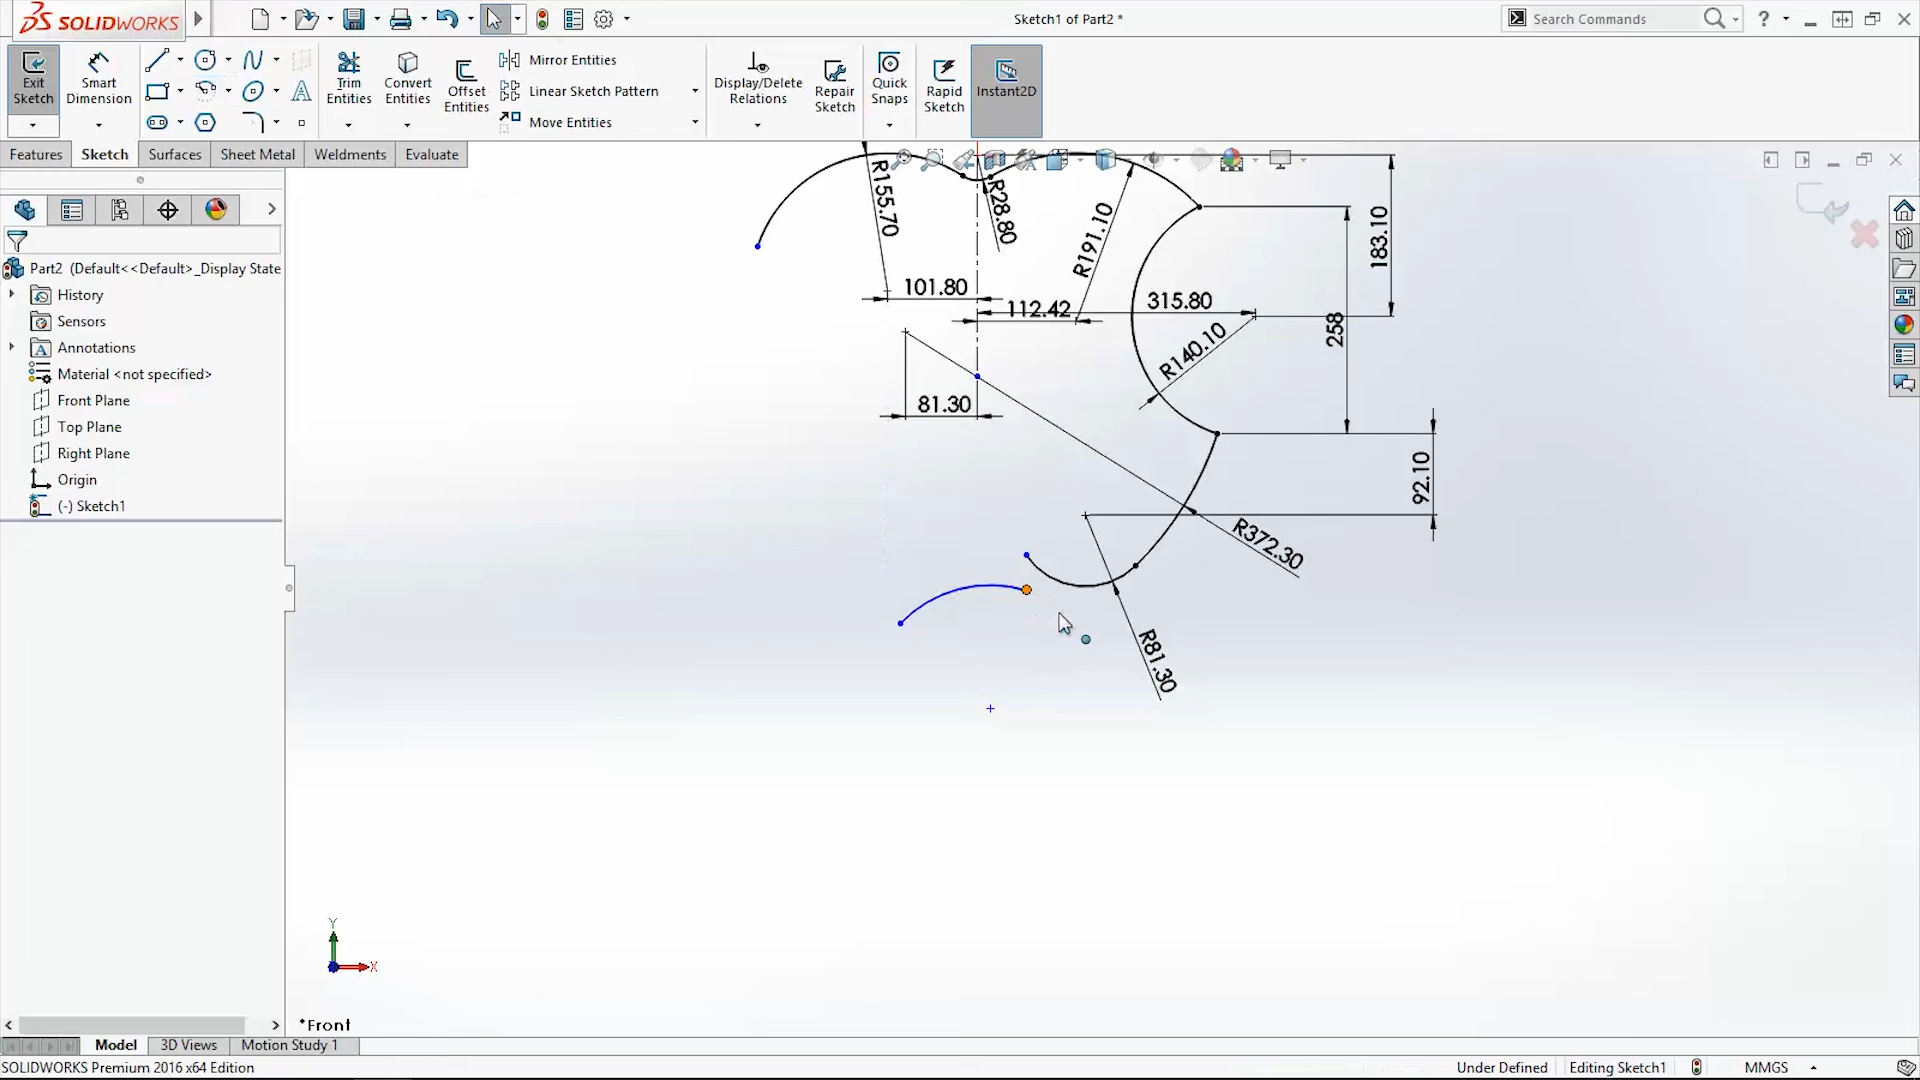 SOLIDWORKS
Sketch1 of Part2 *
Search Commands
Exit Sketch
Smart Dimension
Trim Entities
Convert Entities
Offset Entities
Mirror Entities
Linear Sketch Pattern
Move Entities
Display/Delete Relations
Repair Sketch
Quick Snaps
Rapid Sketch
Instant2D
Features
Sketch
Surfaces
Sheet Metal
Weldments
Evaluate
Part2 (Default<<Default>_Display State
History
Sensors
Annotations
Material <not specified>
Front Plane
Top Plane
Right Plane
Origin
(-) Sketch1
R155.70
R28.80
R191.10
183.10
101.80
112.42
315.80
258
R140.10
81.30
92.10
R372.30
R81.30
Y
X
*Front
Model
3D Views
Motion Study 1
SOLIDWORKS Premium 2016 x64 Edition
Under Defined
Editing Sketch1
MMGS